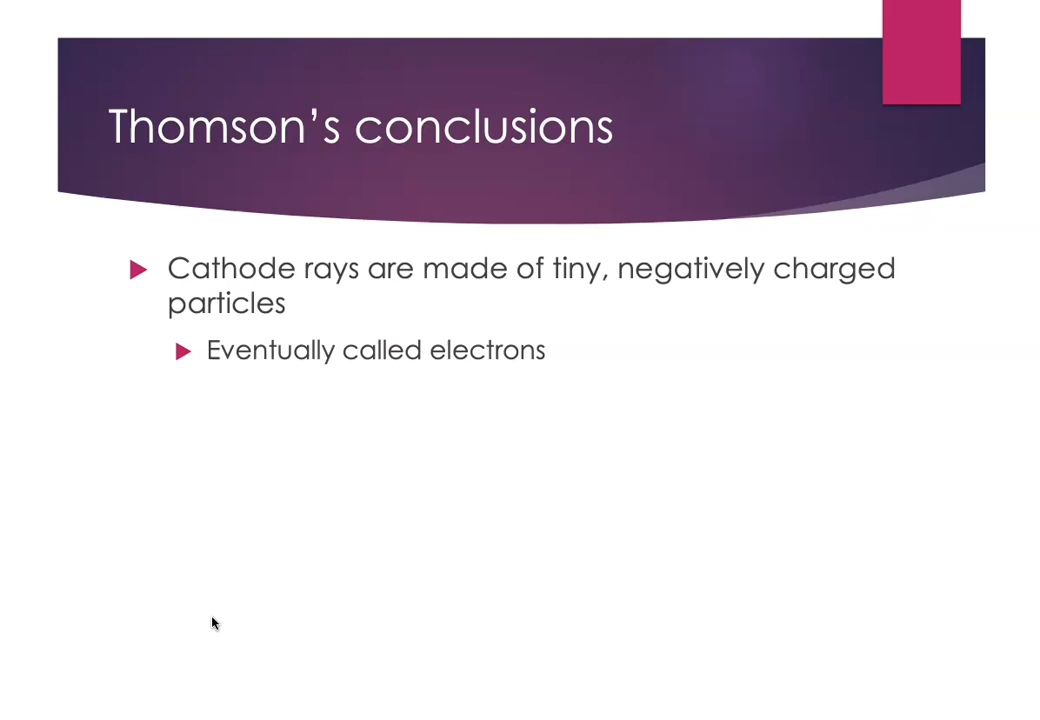 Thomson’s conclusions
Cathode rays are made of tiny, negatively charged
particles
Eventually called electrons